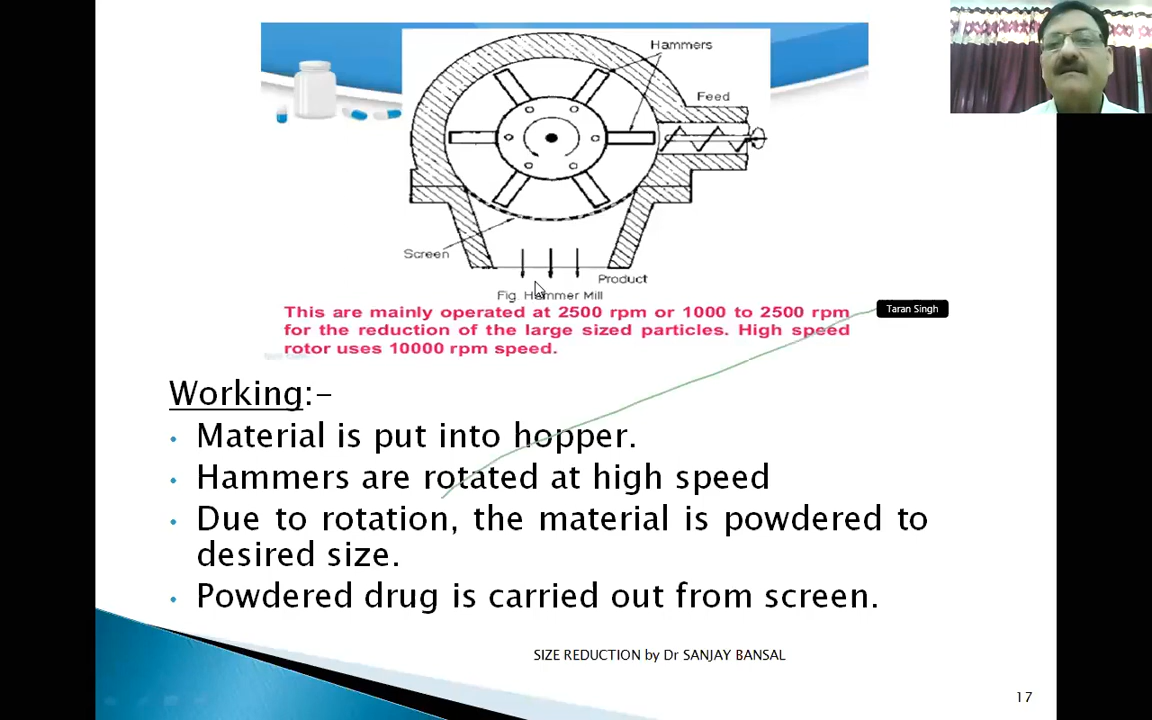 Hammers
Feed
Screen
Product
Fig. Hammer Mill
This are mainly operated at 2500 rpm or 1000 to 2500 rpm
for the reduction of the large sized particles. High speed
rotor uses 10000 rpm speed.
Taran Singh
Working:-
• Material is put into hopper.
• Hammers are rotated at high speed
• Due to rotation, the material is powdered to
desired size.
• Powdered drug is carried out from screen.
SIZE REDUCTION by Dr SANJAY BANSAL
17